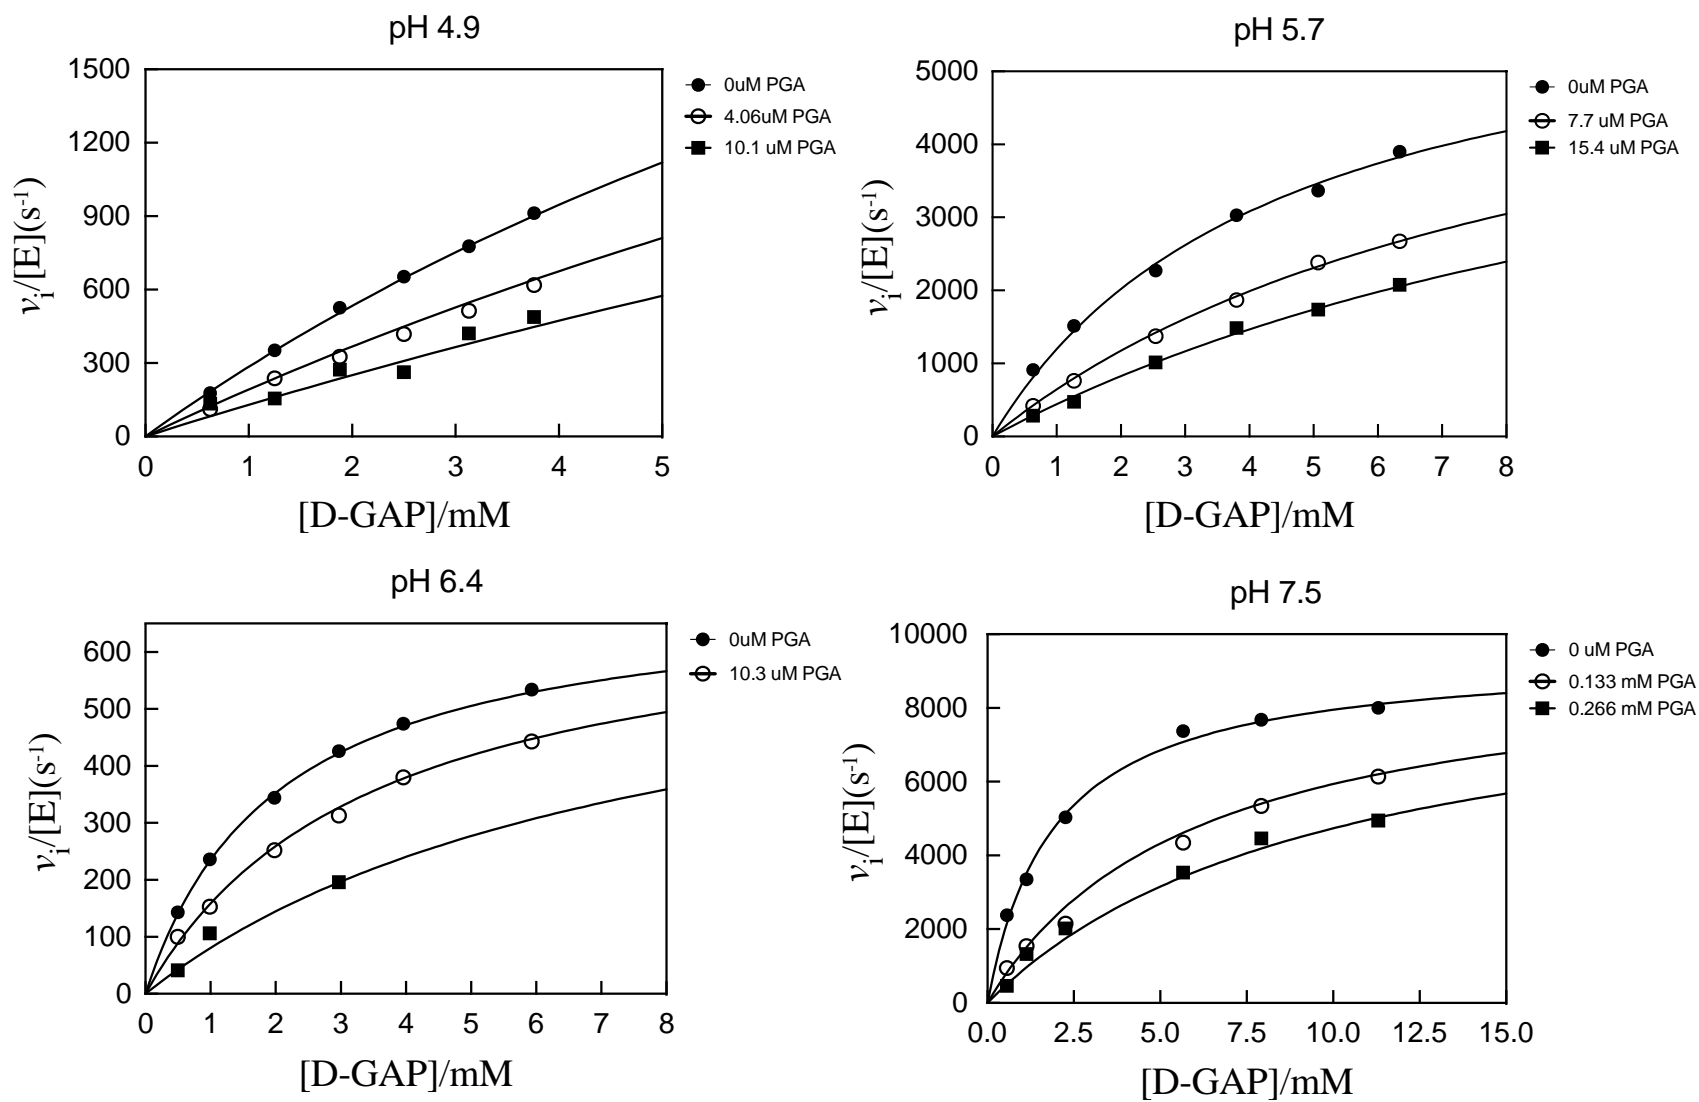 pH 4.9
1500
1200
900
600
300
0
0 1 2 3 4 5
vi/[E](s-1)
[D-GAP]/mM
0uM PGA
4.06uM PGA
10.1 uM PGA
pH 5.7
5000
4000
3000
2000
1000
0
0 1 2 3 4 5 6 7 8
vi/[E](s-1)
[D-GAP]/mM
0uM PGA
7.7 uM PGA
15.4 uM PGA
pH 6.4
600
500
400
300
200
100
0
0 1 2 3 4 5 6 7 8
vi/[E](s-1)
[D-GAP]/mM
0uM PGA
10.3 uM PGA
pH 7.5
10000
8000
6000
4000
2000
0
0.0 2.5 5.0 7.5 10.0 12.5 15.0
vi/[E](s-1)
[D-GAP]/mM
0 uM PGA
0.133 mM PGA
0.266 mM PGA